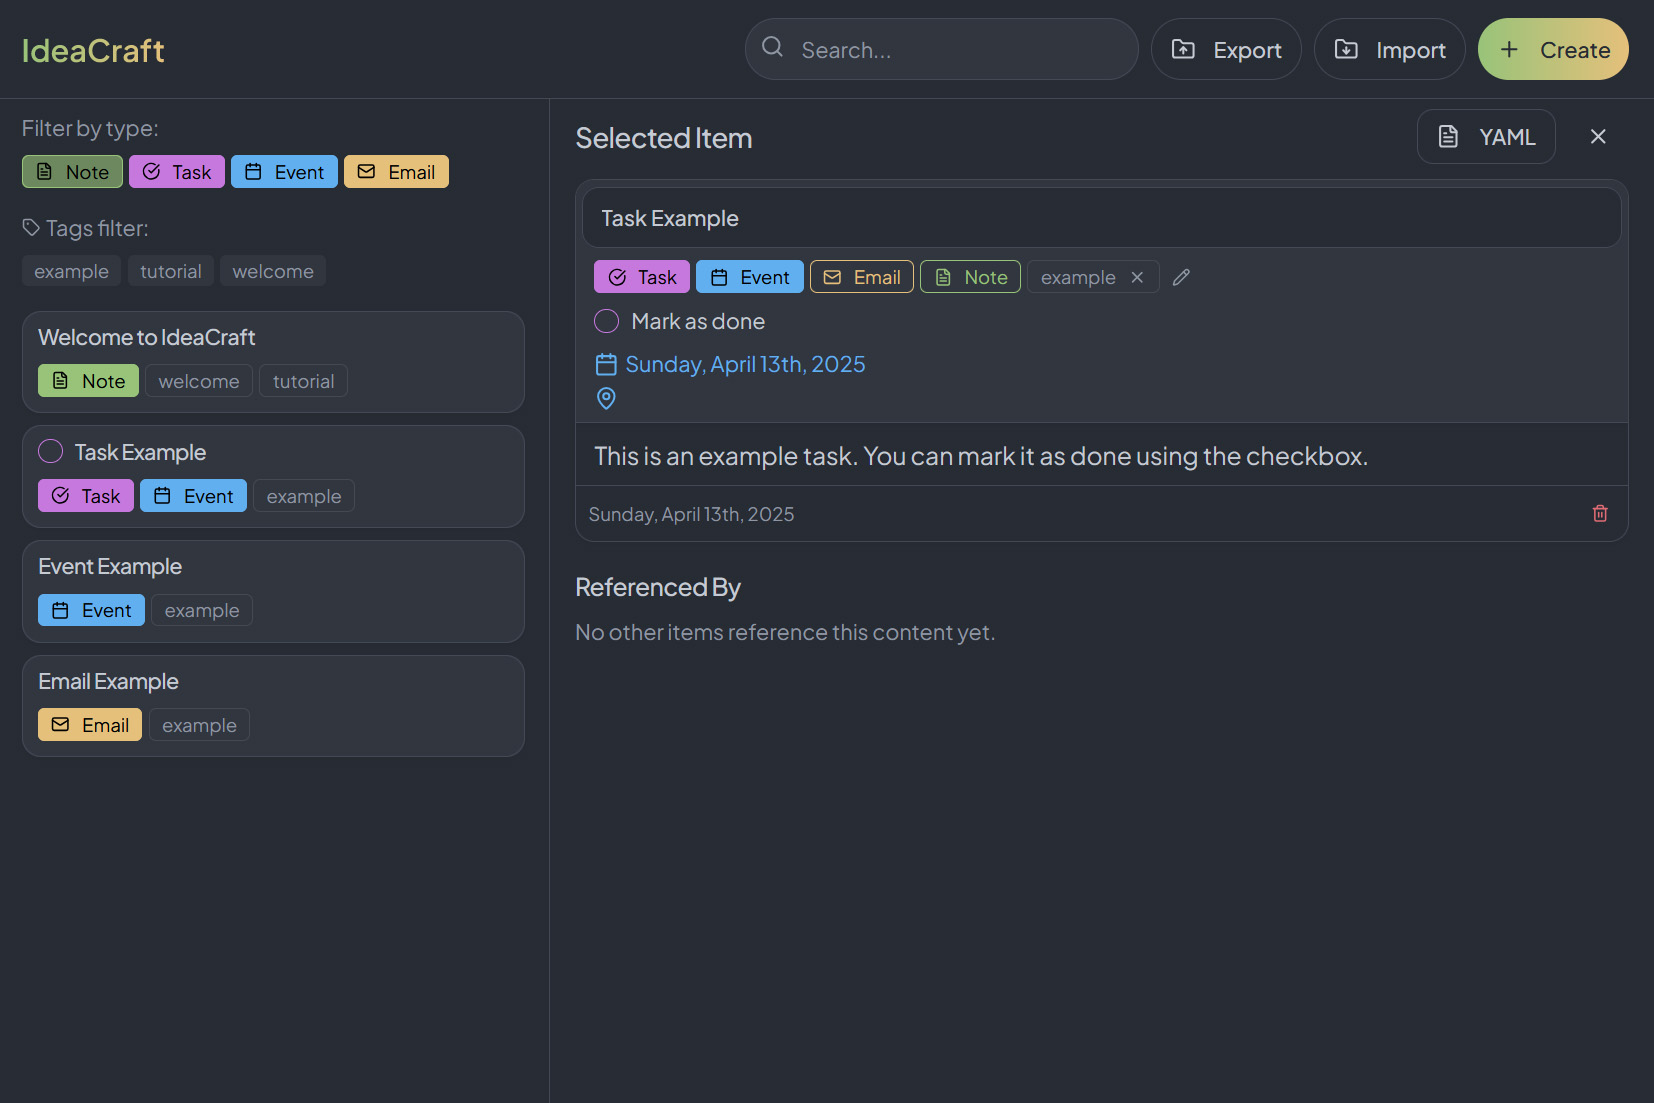 IdeaCraft
Search...
Export
Import
Create
Filter by type:
Note Task Event Email
Tags filter:
example tutorial welcome
Welcome to IdeaCraft
Note welcome tutorial
Task Example
Task Event example
Event Example
Event example
Email Example
Email example
Selected Item
YAML
Task Example
Task Event Email Note example
Mark as done
Sunday, April 13th, 2025
This is an example task. You can mark it as done using the checkbox.
Sunday, April 13th, 2025
Referenced By
No other items reference this content yet.